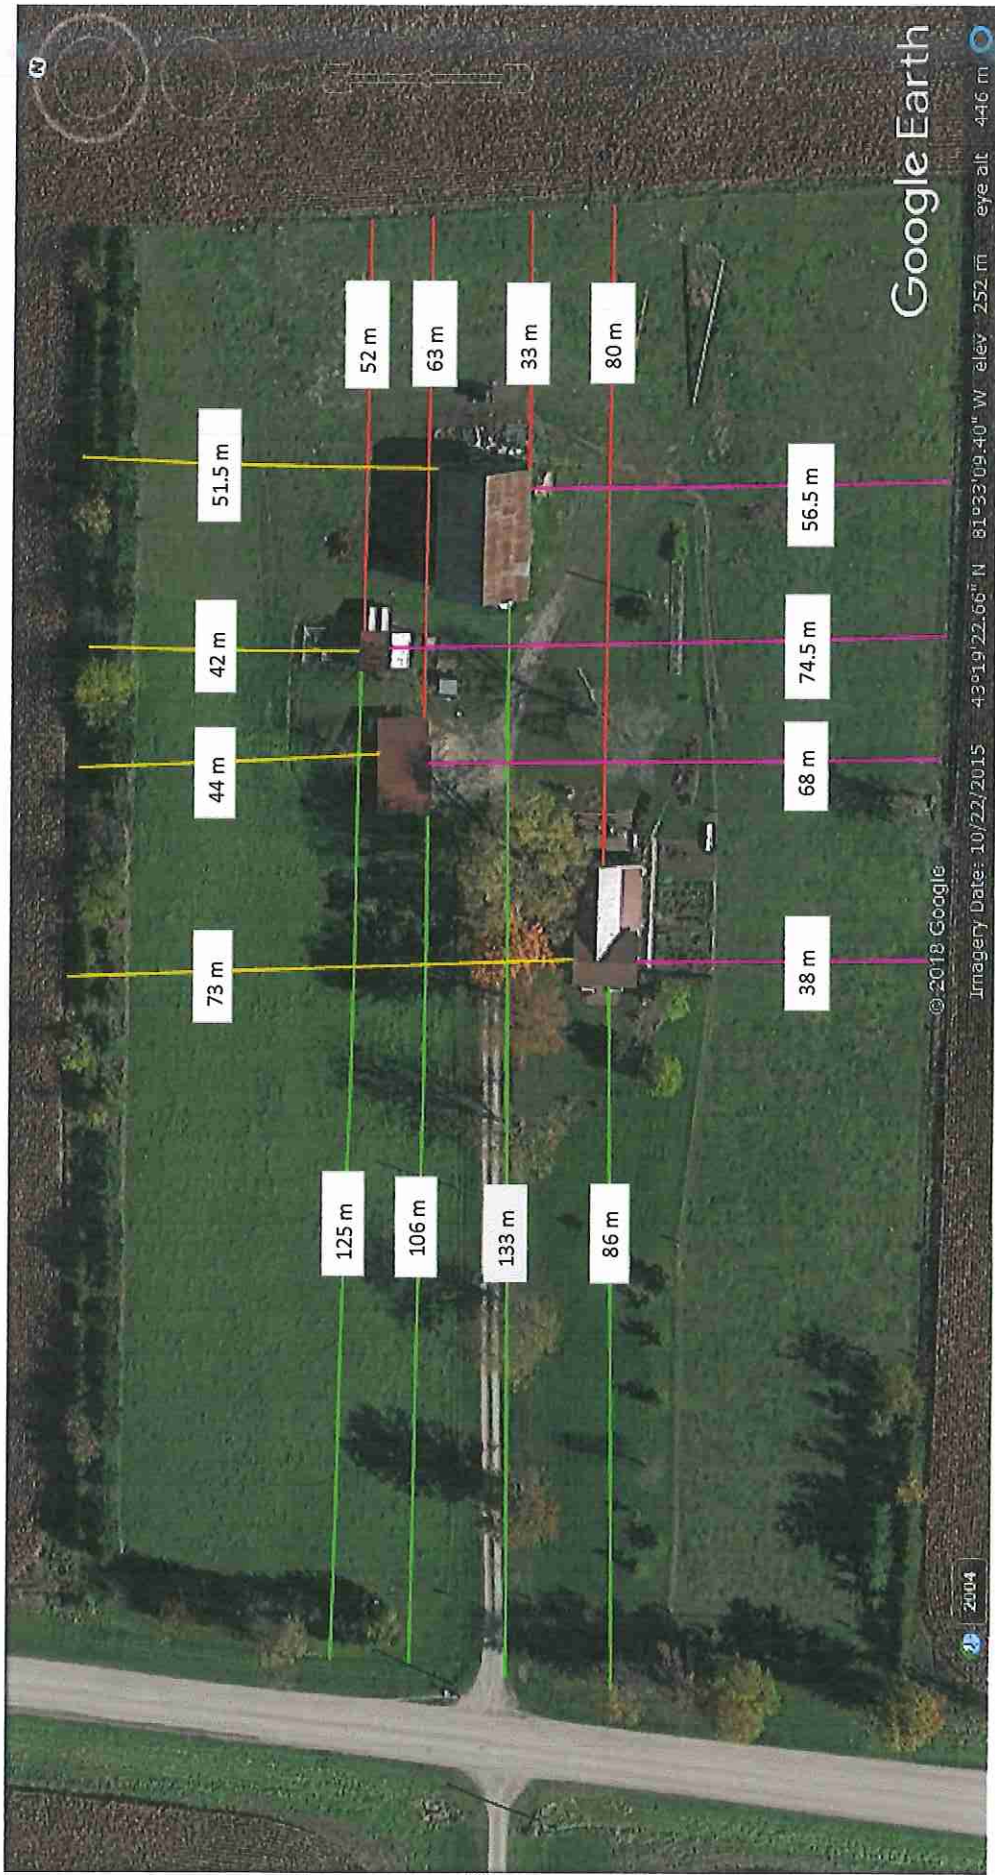 N
51.5 m
42 m
44 m
73 m
52 m
63 m
33 m
80 m
125 m
106 m
133 m
86 m
56.5 m
74.5 m
68 m
38 m
Google Earth
© 2018 Google
2004
Imagery Date: 10/22/2015 43°19'22.66" N 81°33'09.40" W elev 252 m eye alt 446 m